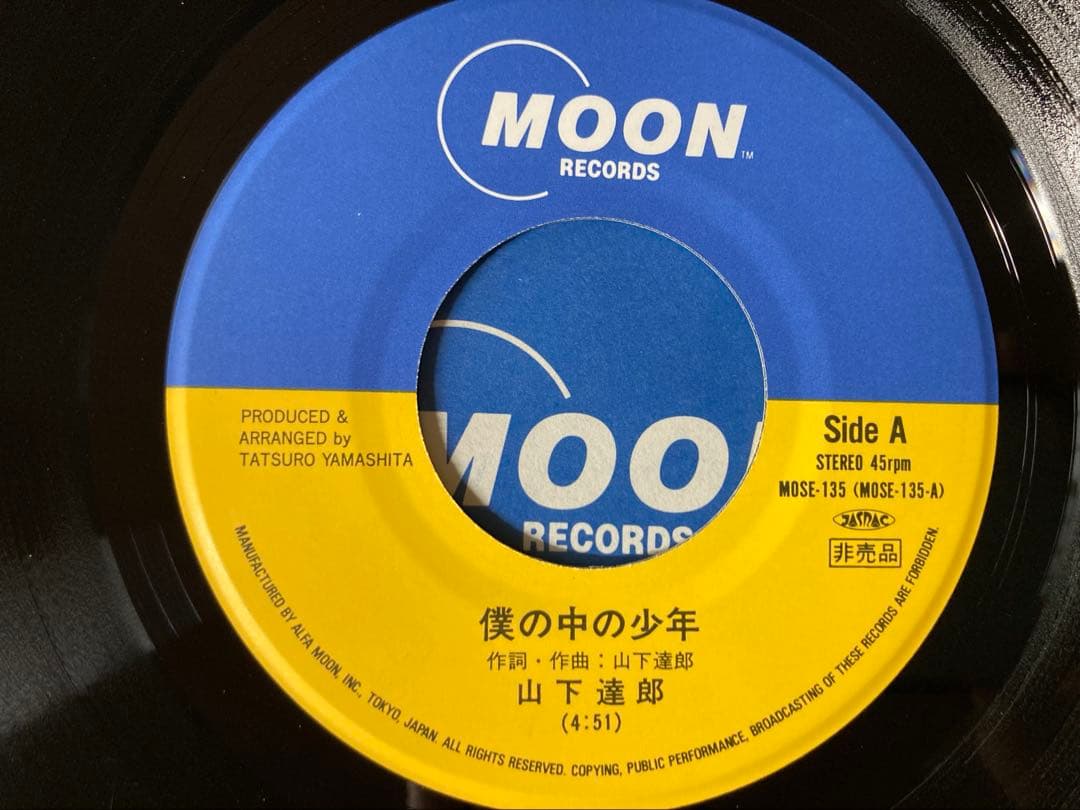 MOON™
RECORDS
MOON
RECORDS
PRODUCED &
ARRANGED by
TATSURO YAMASHITA
Side A
STEREO 45rpm
MOSE-135 (MOSE-135-A)
JASRAC
非売品
僕の中の少年
作詞・作曲：山下達郎
山下達郎
(4:51)
MANUFACTURED BY ALFA MOON, INC., TOKYO, JAPAN. ALL RIGHTS RESERVED. COPYING, PUBLIC PERFORMANCE, BROADCASTING OF THESE RECORDS ARE FORBIDDEN.